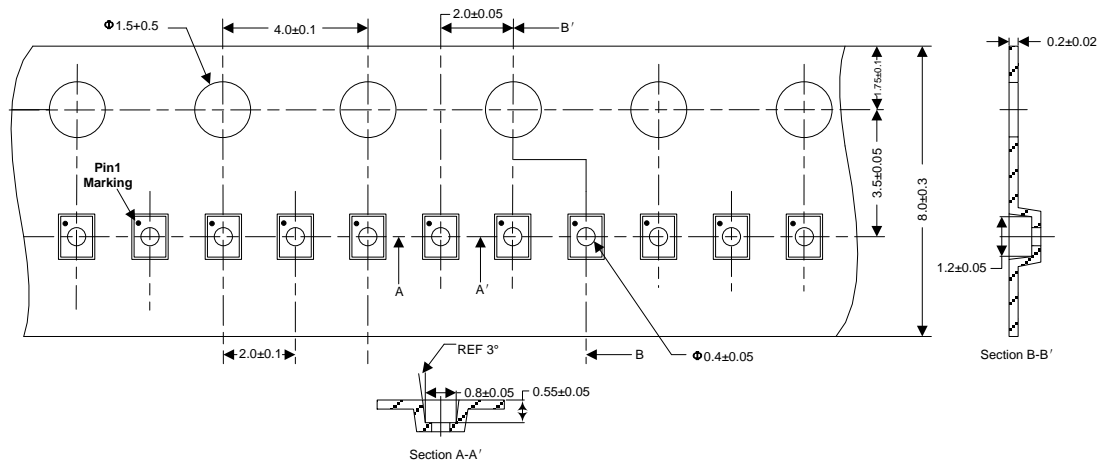 Φ1.5+0.5
4.0±0.1
2.0±0.05
B′
0.2±0.02
1.75±0.1
3.5±0.05
8.0±0.3
Pin1
Marking
A
A′
1.2±0.05
2.0±0.1
B
Φ0.4±0.05
Section B-B′
REF 3°
0.8±0.05
0.55±0.05
Section A-A′